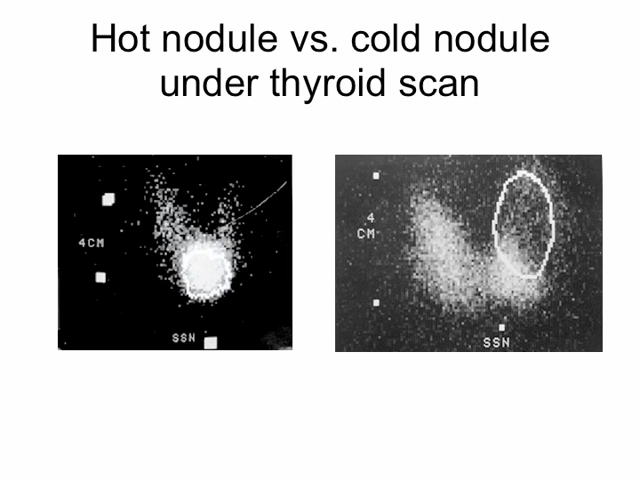 Hot nodule vs. cold nodule
under thyroid scan
4CM
SSN
4
CM
SSN